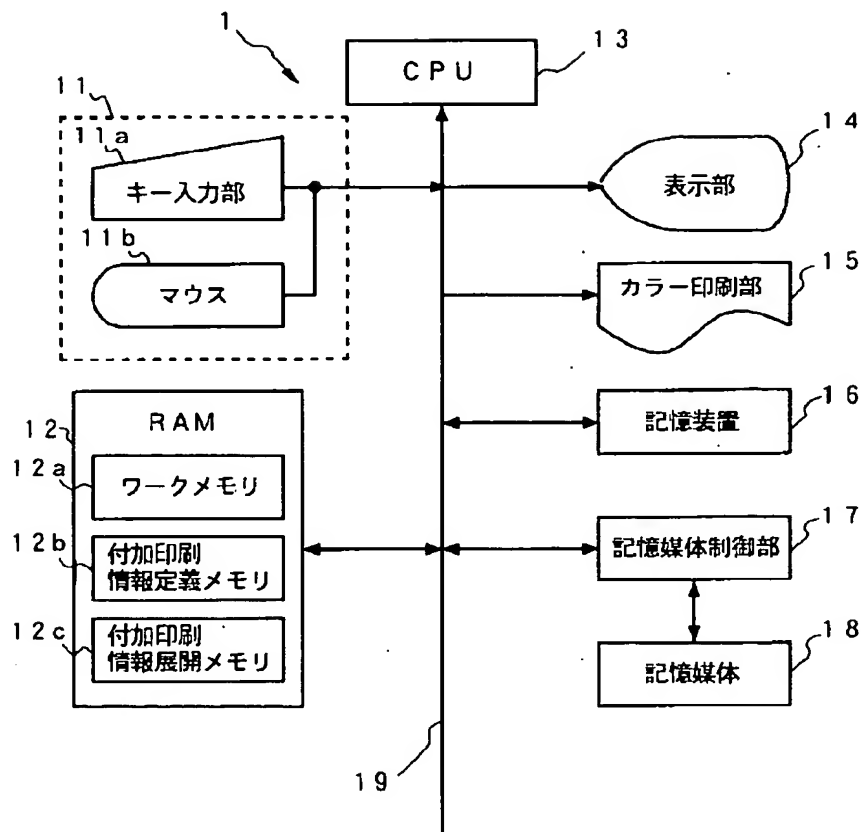 1
CPU
13
11
11a
キー入力部
11b
マウス
表示部
14
カラー印刷部
15
RAM
12
12a
ワークメモリ
12b
付加印刷
情報定義メモリ
12c
付加印刷
情報展開メモリ
記憶装置
16
記憶媒体制御部
17
記憶媒体
18
19